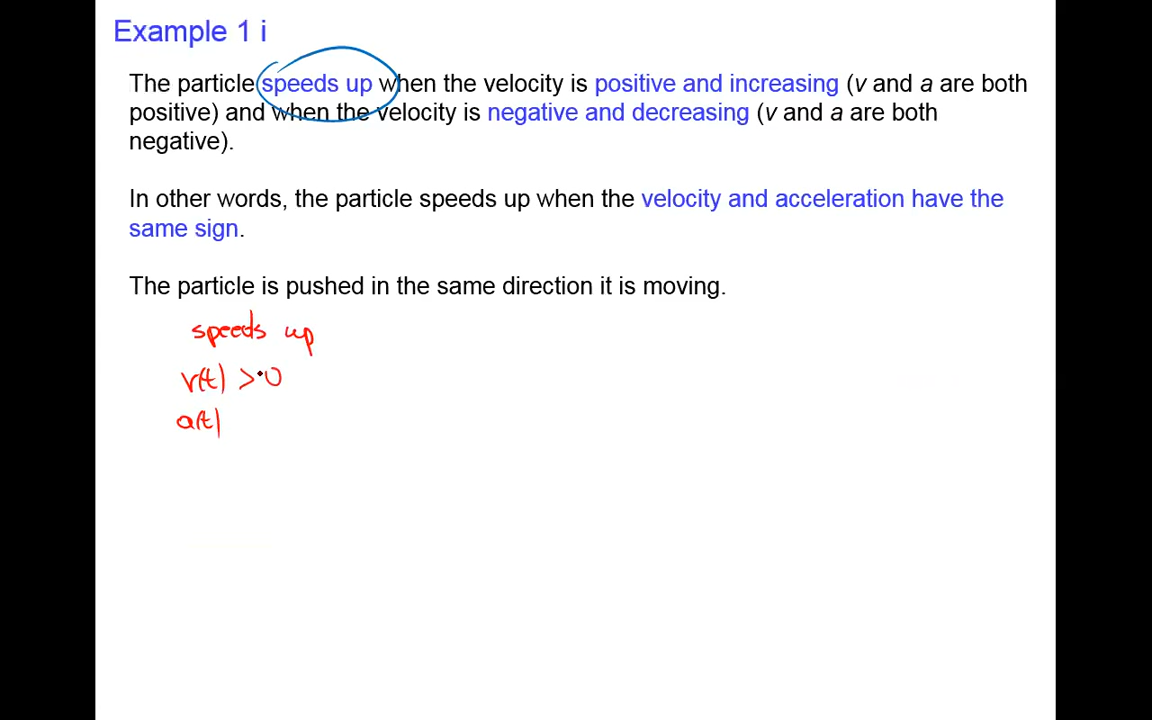 Example 1 i
The particle speeds up when the velocity is positive and increasing (v and a are both
positive) and when the velocity is negative and decreasing (v and a are both
negative).
In other words, the particle speeds up when the velocity and acceleration have the
same sign.
The particle is pushed in the same direction it is moving.
speeds up
v(t) > 0
a(t)